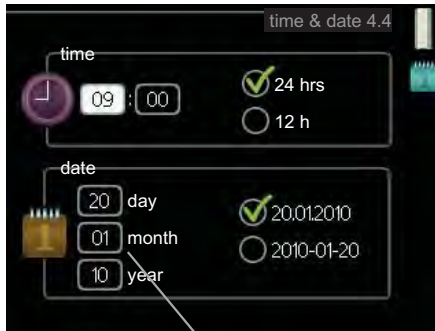 time & date 4.4
time
09 : 00
24 hrs
12 h
date
20 day
01 month
10 year
20.01.2010
2010-01-20